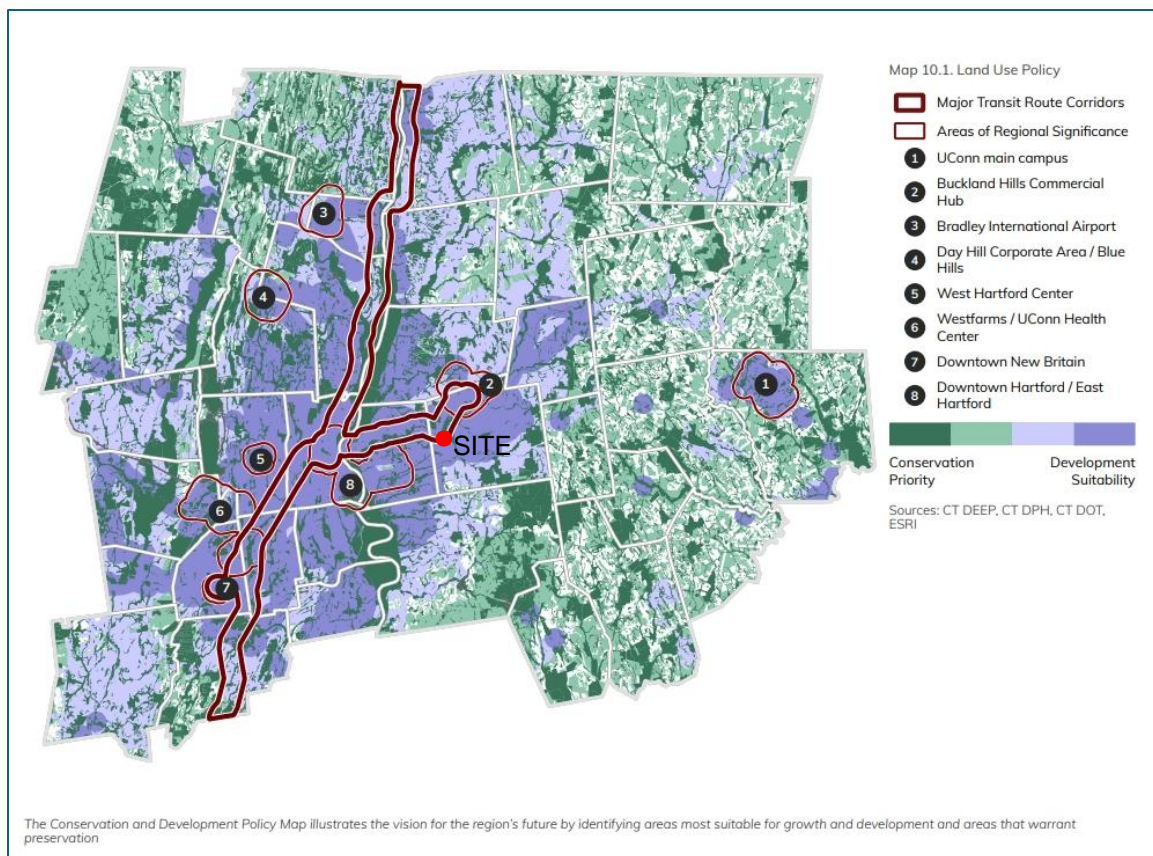 Map 10.1. Land Use Policy
Major Transit Route Corridors
Areas of Regional Significance
1 UConn main campus
2 Buckland Hills Commercial
Hub
3 Bradley International Airport
4 Day Hill Corporate Area / Blue
Hills
5 West Hartford Center
6 Westfarms / UConn Health
Center
7 Downtown New Britain
8 Downtown Hartford / East
Hartford
Conservation
Priority
Development
Suitability
Sources: CT DEEP, CT DPH, CT DOT,
ESRI
3
4
2
1
SITE
5
8
6
7
The Conservation and Development Policy Map illustrates the vision for the region's future by identifying areas most suitable for growth and development and areas that warrant
preservation